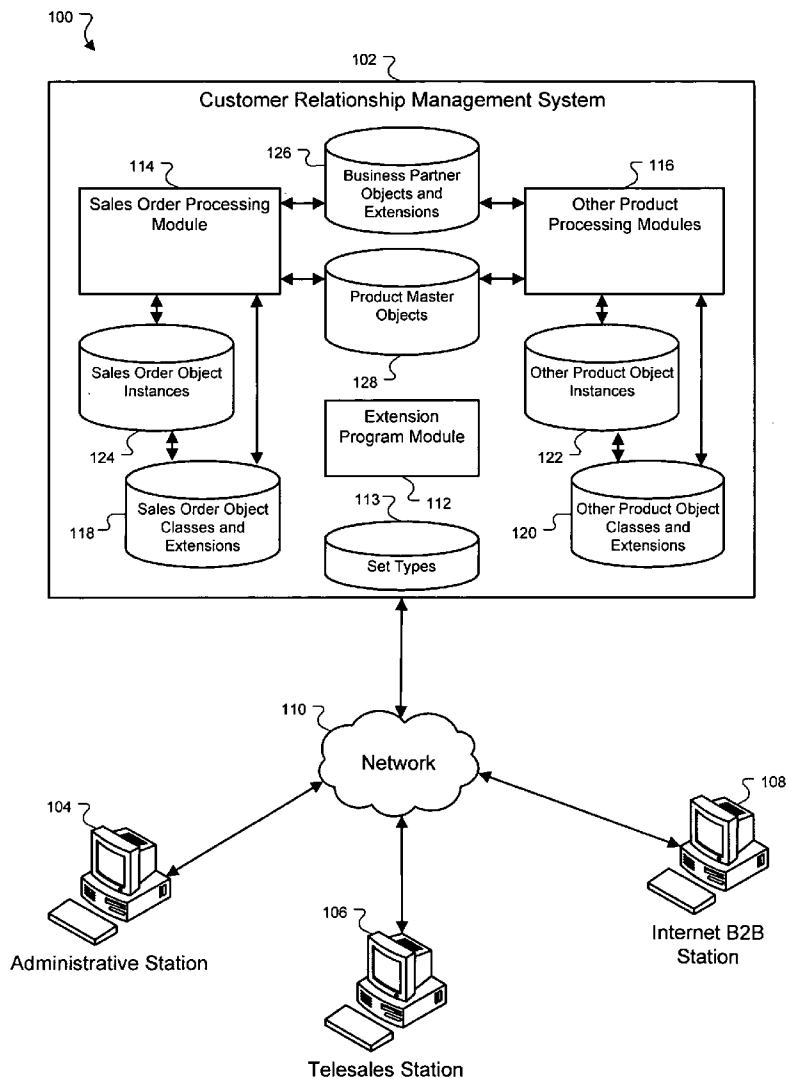 100
102
Customer Relationship Management System
126
Business Partner
Objects and
Extensions
114
Sales Order Processing
Module
116
Other Product
Processing Modules
Product Master
Objects
128
Sales Order Object
Instances
124
Other Product Object
Instances
122
Extension
Program Module
112
113
Set Types
118
Sales Order Object
Classes and
Extensions
120
Other Product Object
Classes and
Extensions
110
Network
104
Administrative Station
106
Telesales Station
108
Internet B2B
Station